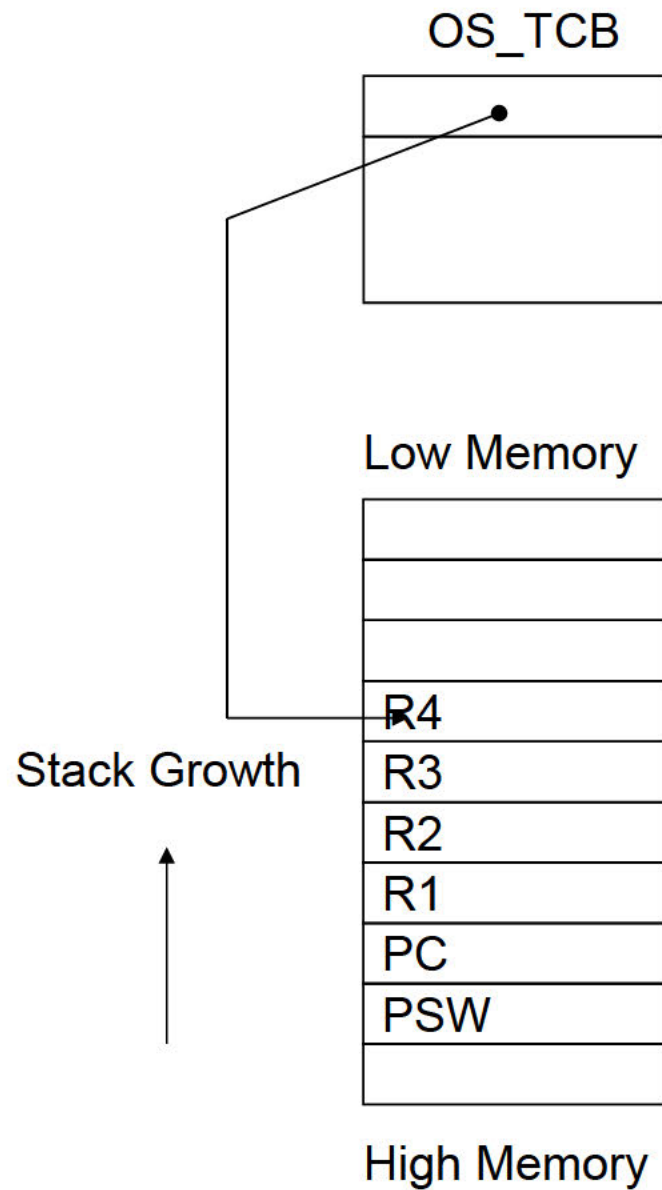 OS_TCB
Low Memory
R4
Stack Growth
R3
R2
R1
PC
PSW
High Memory